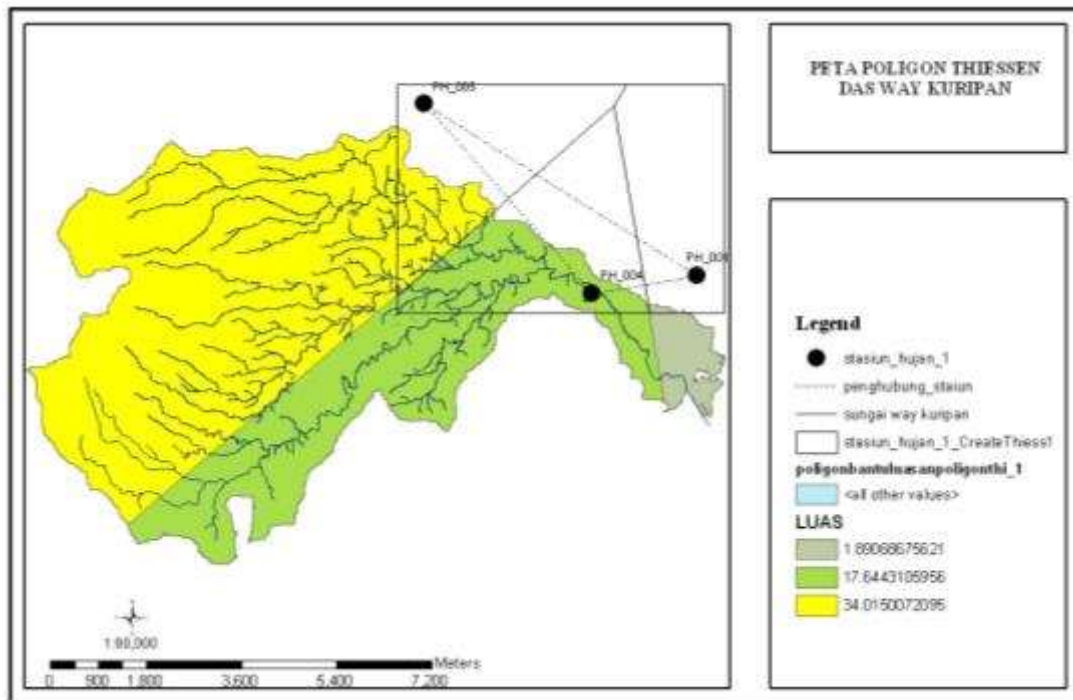 PETA POLIGON THIESSEN
DAS WAY KURIPAN
PH_005
PH_004
Legend
stasiun_hujan_1
penghubung_stasiun
sungai way kuripan
stasiun_hujan_1_CreateThiess1
poligonbantuluasanpoligonthi_1
<all other values>
LUAS
1.89068675621
17.6443105956
34.0150072095
1:90,000
Meters
0 900 1.800 3.600 5.400 7.200